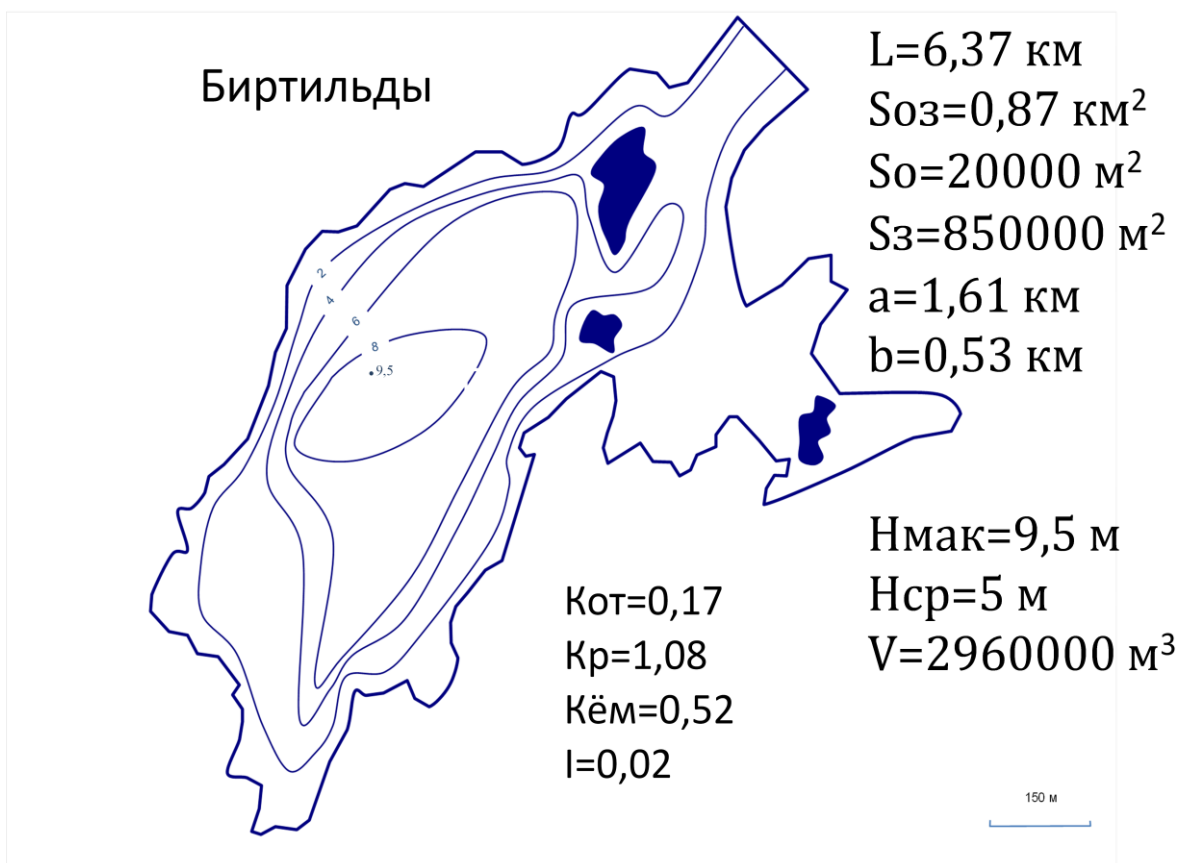 Биртильды
L=6,37 км
Sоз=0,87 км²
Sо=20000 м²
Sз=850000 м²
a=1,61 км
b=0,53 км
2
4
6
8
9,5
Hмак=9,5 м
Hср=5 м
V=2960000 м³
Кот=0,17
Кр=1,08
Кём=0,52
I=0,02
150 м